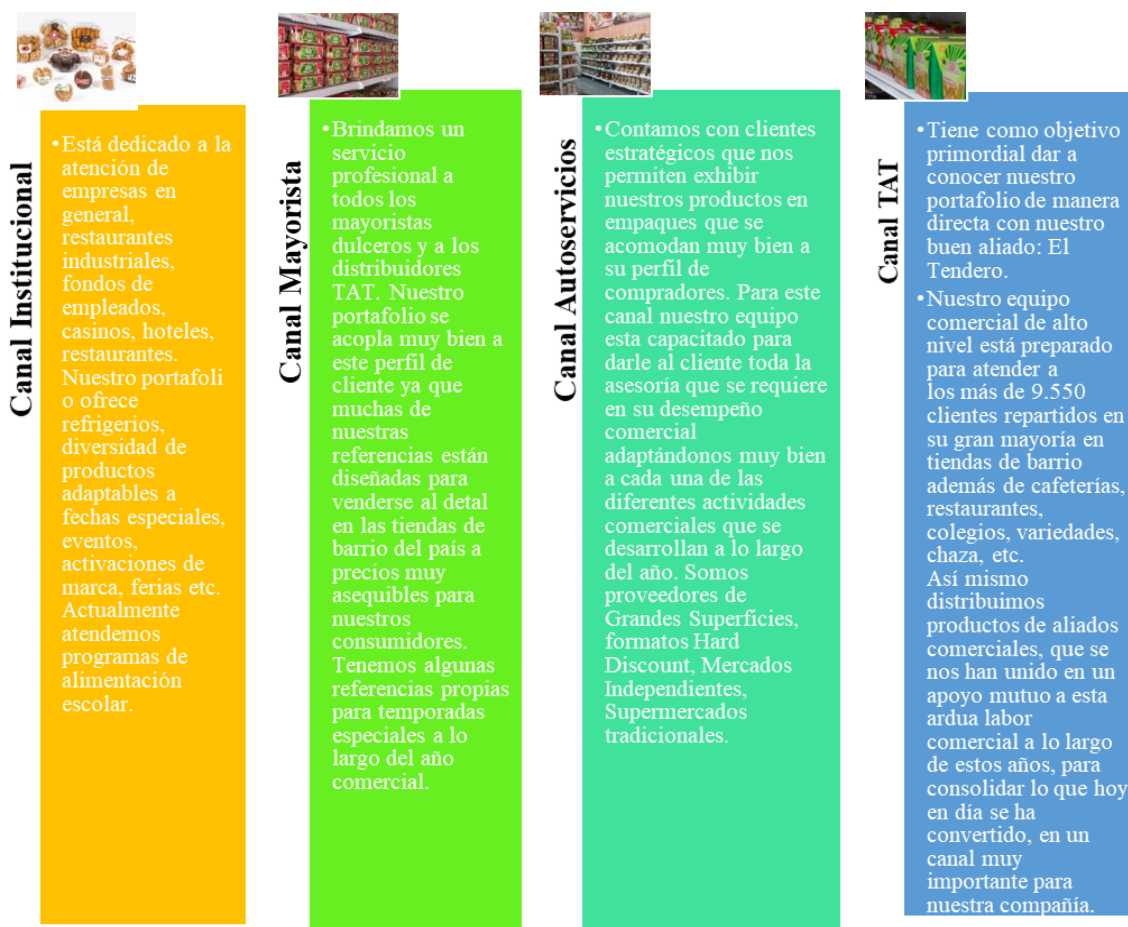 Canal Institucional
•Está dedicado a la
atención de
empresas en
general,
restaurantes
industriales,
fondos de
empleados,
casinos, hoteles,
restaurantes.
Nuestro portafoli
o ofrece
refrigerios,
diversidad de
productos
adaptables a
fechas especiales,
eventos,
activaciones de
marca, ferias etc.
Actualmente
atendemos
programas de
alimentación
escolar.
Canal Mayorista
•Brindamos un
servicio
profesional a
todos los
mayoristas
dulceros y a los
distribuidores
TAT. Nuestro
portafolio se
acopla muy bien a
este perfil de
cliente ya que
muchas de
nuestras
referencias están
diseñadas para
venderse al detal
en las tiendas de
barrio del país a
precios muy
asequibles para
nuestros
consumidores.
Tenemos algunas
referencias propias
para temporadas
especiales a lo
largo del año
comercial.
Canal Autoservicios
•Contamos con clientes
estratégicos que nos
permiten exhibir
nuestros productos en
empaques que se
acomodan muy bien a
su perfil de
compradores. Para este
canal nuestro equipo
esta capacitado para
darle al cliente toda la
asesoría que se requiere
en su desempeño
comercial
adaptándonos muy bien
a cada una de las
diferentes actividades
comerciales que se
desarrollan a lo largo
del año. Somos
proveedores de
Grandes Superficies,
formatos Hard
Discount, Mercados
Independientes,
Supermercados
tradicionales.
Canal TAT
•Tiene como objetivo
primordial dar a
conocer nuestro
portafolio de manera
directa con nuestro
buen aliado: El
Tendero.
•Nuestro equipo
comercial de alto
nivel está preparado
para atender a
los más de 9.550
clientes repartidos en
su gran mayoría en
tiendas de barrio
además de cafeterías,
restaurantes,
colegios, variedades,
chaza, etc.
Así mismo
distribuimos
productos de aliados
comerciales, que se
nos han unido en un
apoyo mutuo a esta
ardua labor
comercial a lo largo
de estos años, para
consolidar lo que hoy
en día se ha
convertido, en un
canal muy
importante para
nuestra compañía.